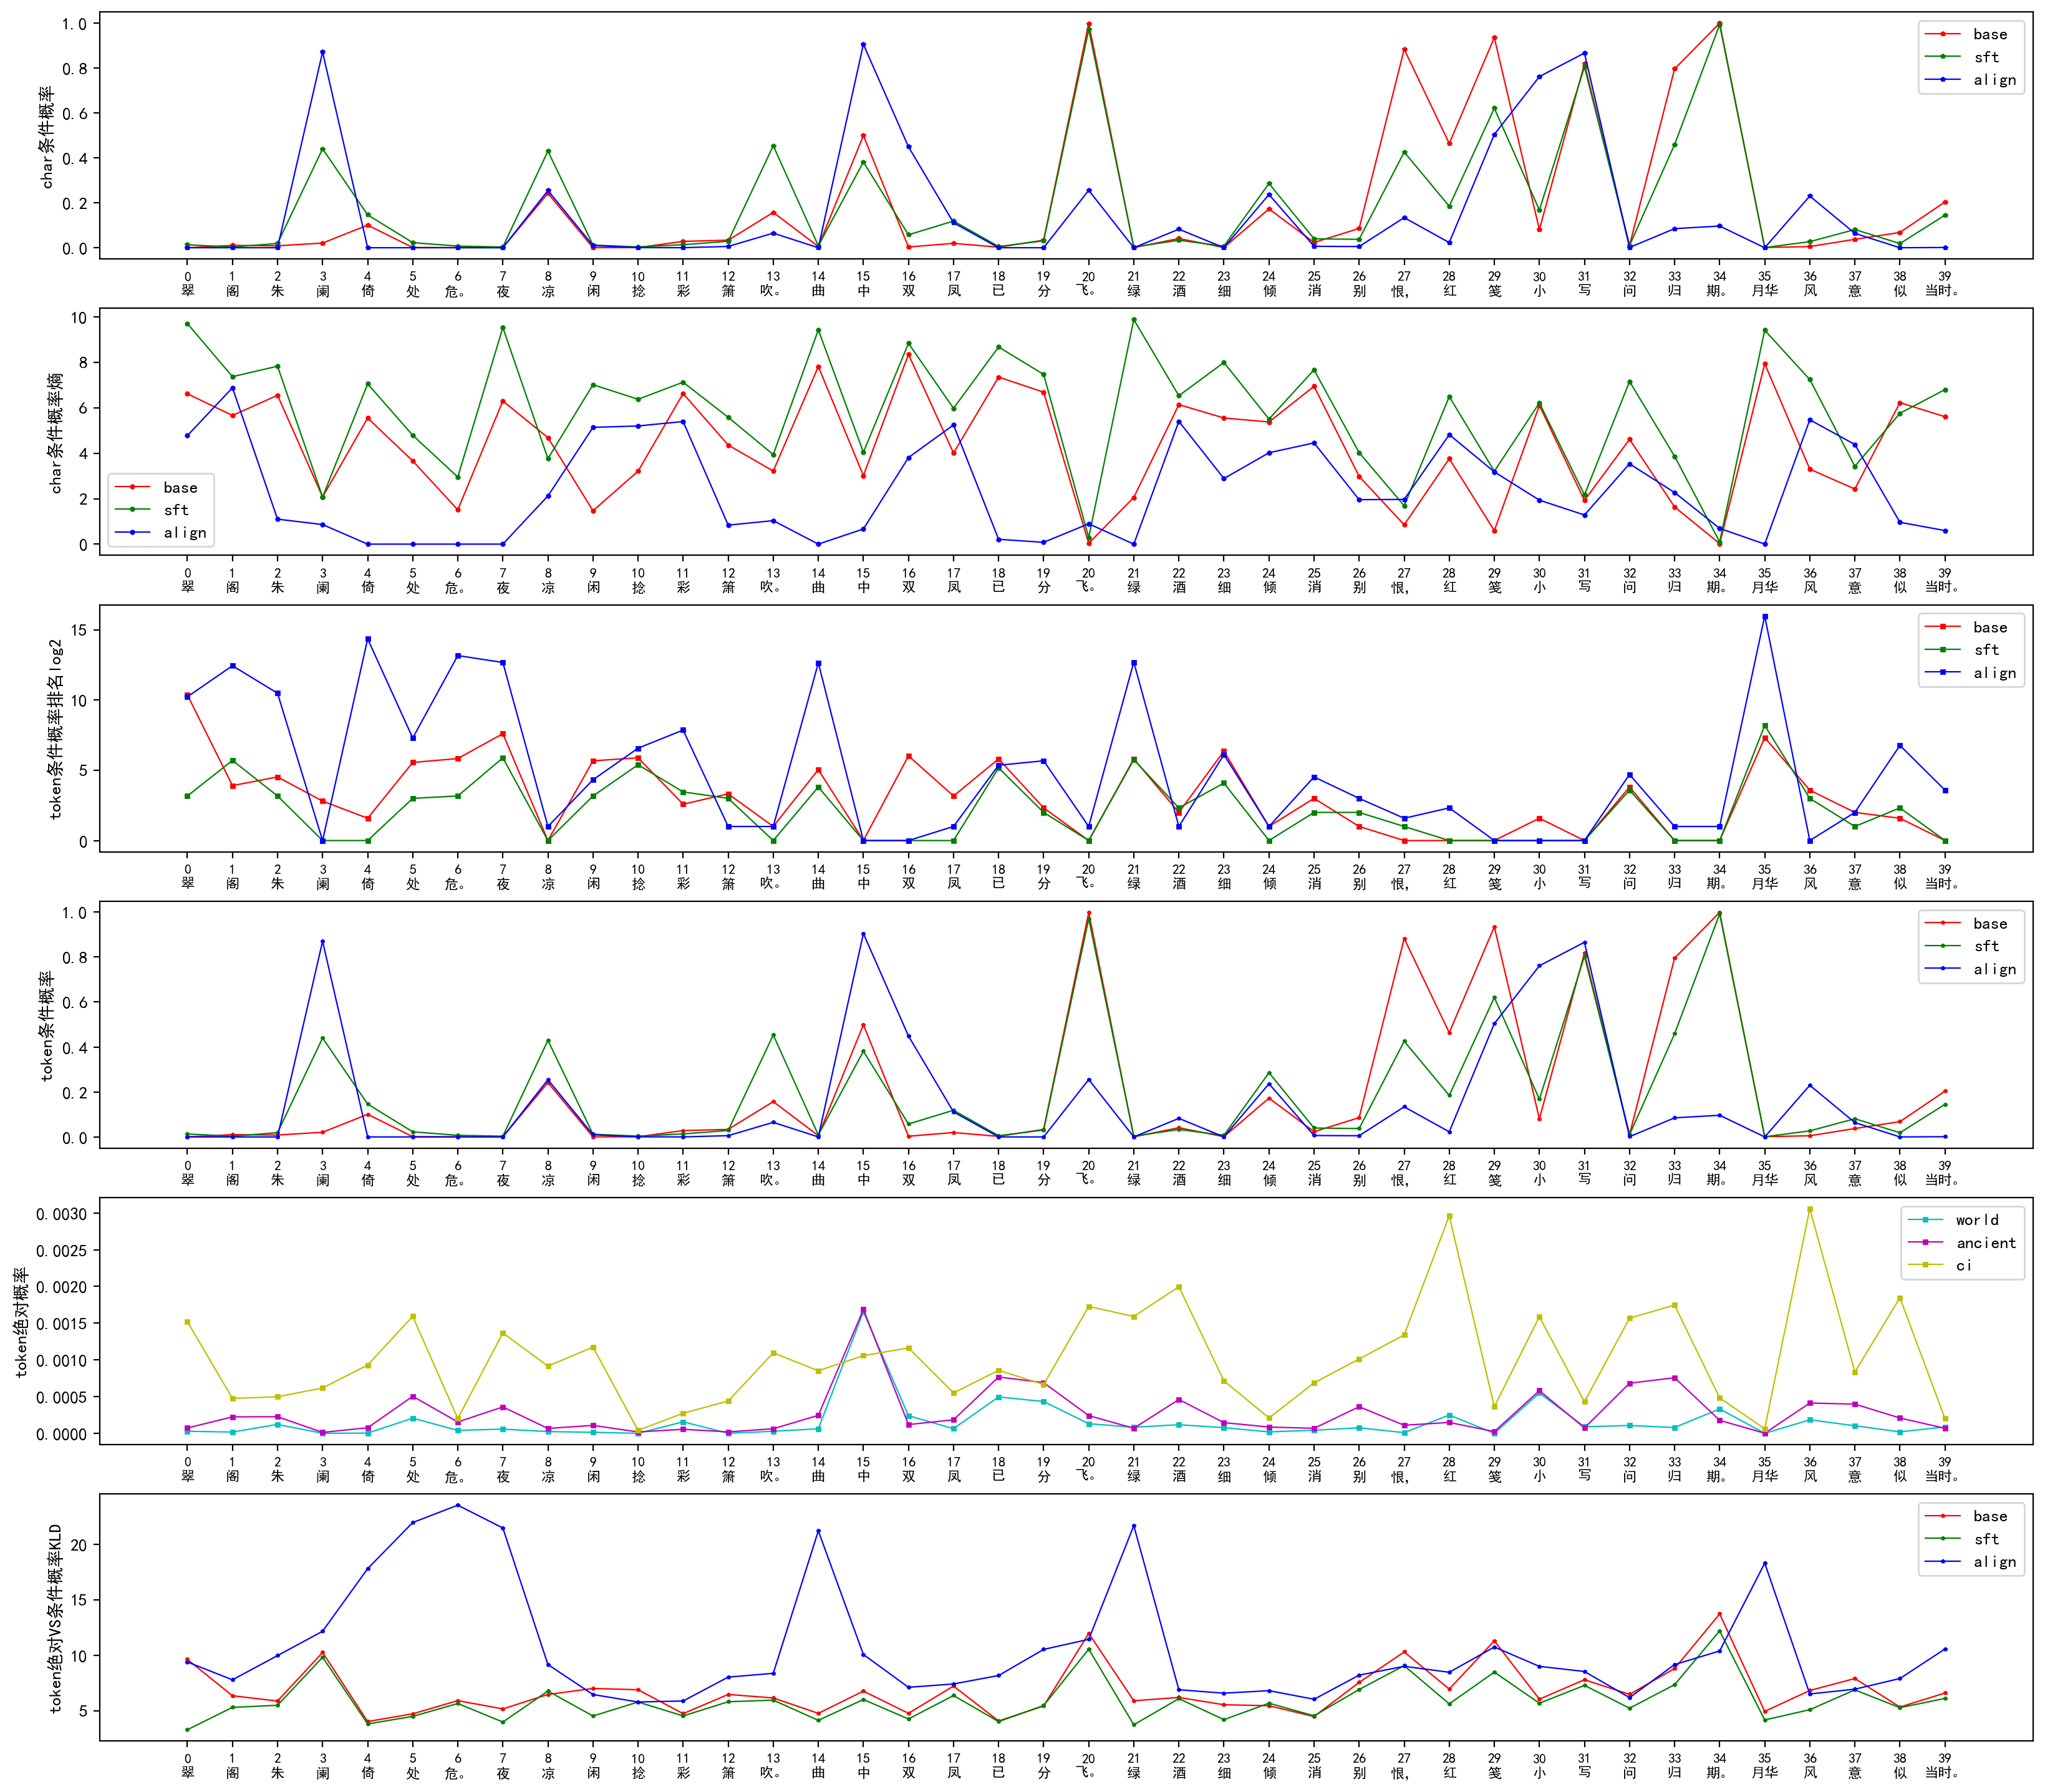 char条件概率
1.0
0.8
0.6
0.4
0.2
0.0
base
sft
align
0 1 2 3 4 5 6 7 8 9 10 11 12 13 14 15 16 17 18 19 20 21 22 23 24 25 26 27 28 29 30 31 32 33 34 35 36 37 38 39
翠 阁 朱 阑 倚 处 危。 夜 凉 闲 捻 彩 箫 吹。 曲 中 双 凤 已 分 飞。 绿 酒 细 倾 消 别 恨, 红 笺 小 写 问 归 期。 月华 风 意 似 当时。
char条件概率熵
10
8
6
4
2
0
base
sft
align
0 1 2 3 4 5 6 7 8 9 10 11 12 13 14 15 16 17 18 19 20 21 22 23 24 25 26 27 28 29 30 31 32 33 34 35 36 37 38 39
翠 阁 朱 阑 倚 处 危。 夜 凉 闲 捻 彩 箫 吹。 曲 中 双 凤 已 分 飞。 绿 酒 细 倾 消 别 恨, 红 笺 小 写 问 归 期。 月华 风 意 似 当时。
token条件概率排名log2
15
10
5
0
base
sft
align
0 1 2 3 4 5 6 7 8 9 10 11 12 13 14 15 16 17 18 19 20 21 22 23 24 25 26 27 28 29 30 31 32 33 34 35 36 37 38 39
翠 阁 朱 阑 倚 处 危。 夜 凉 闲 捻 彩 箫 吹。 曲 中 双 凤 已 分 飞。 绿 酒 细 倾 消 别 恨, 红 笺 小 写 问 归 期。 月华 风 意 似 当时。
token条件概率
1.0
0.8
0.6
0.4
0.2
0.0
base
sft
align
0 1 2 3 4 5 6 7 8 9 10 11 12 13 14 15 16 17 18 19 20 21 22 23 24 25 26 27 28 29 30 31 32 33 34 35 36 37 38 39
翠 阁 朱 阑 倚 处 危。 夜 凉 闲 捻 彩 箫 吹。 曲 中 双 凤 已 分 飞。 绿 酒 细 倾 消 别 恨, 红 笺 小 写 问 归 期。 月华 风 意 似 当时。
token绝对概率
0.0030
0.0025
0.0020
0.0015
0.0010
0.0005
0.0000
world
ancient
ci
0 1 2 3 4 5 6 7 8 9 10 11 12 13 14 15 16 17 18 19 20 21 22 23 24 25 26 27 28 29 30 31 32 33 34 35 36 37 38 39
翠 阁 朱 阑 倚 处 危。 夜 凉 闲 捻 彩 箫 吹。 曲 中 双 凤 已 分 飞。 绿 酒 细 倾 消 别 恨, 红 笺 小 写 问 归 期。 月华 风 意 似 当时。
token绝对VS条件概率KLD
20
15
10
5
base
sft
align
0 1 2 3 4 5 6 7 8 9 10 11 12 13 14 15 16 17 18 19 20 21 22 23 24 25 26 27 28 29 30 31 32 33 34 35 36 37 38 39
翠 阁 朱 阑 倚 处 危。 夜 凉 闲 捻 彩 箫 吹。 曲 中 双 凤 已 分 飞。 绿 酒 细 倾 消 别 恨, 红 笺 小 写 问 归 期。 月华 风 意 似 当时。